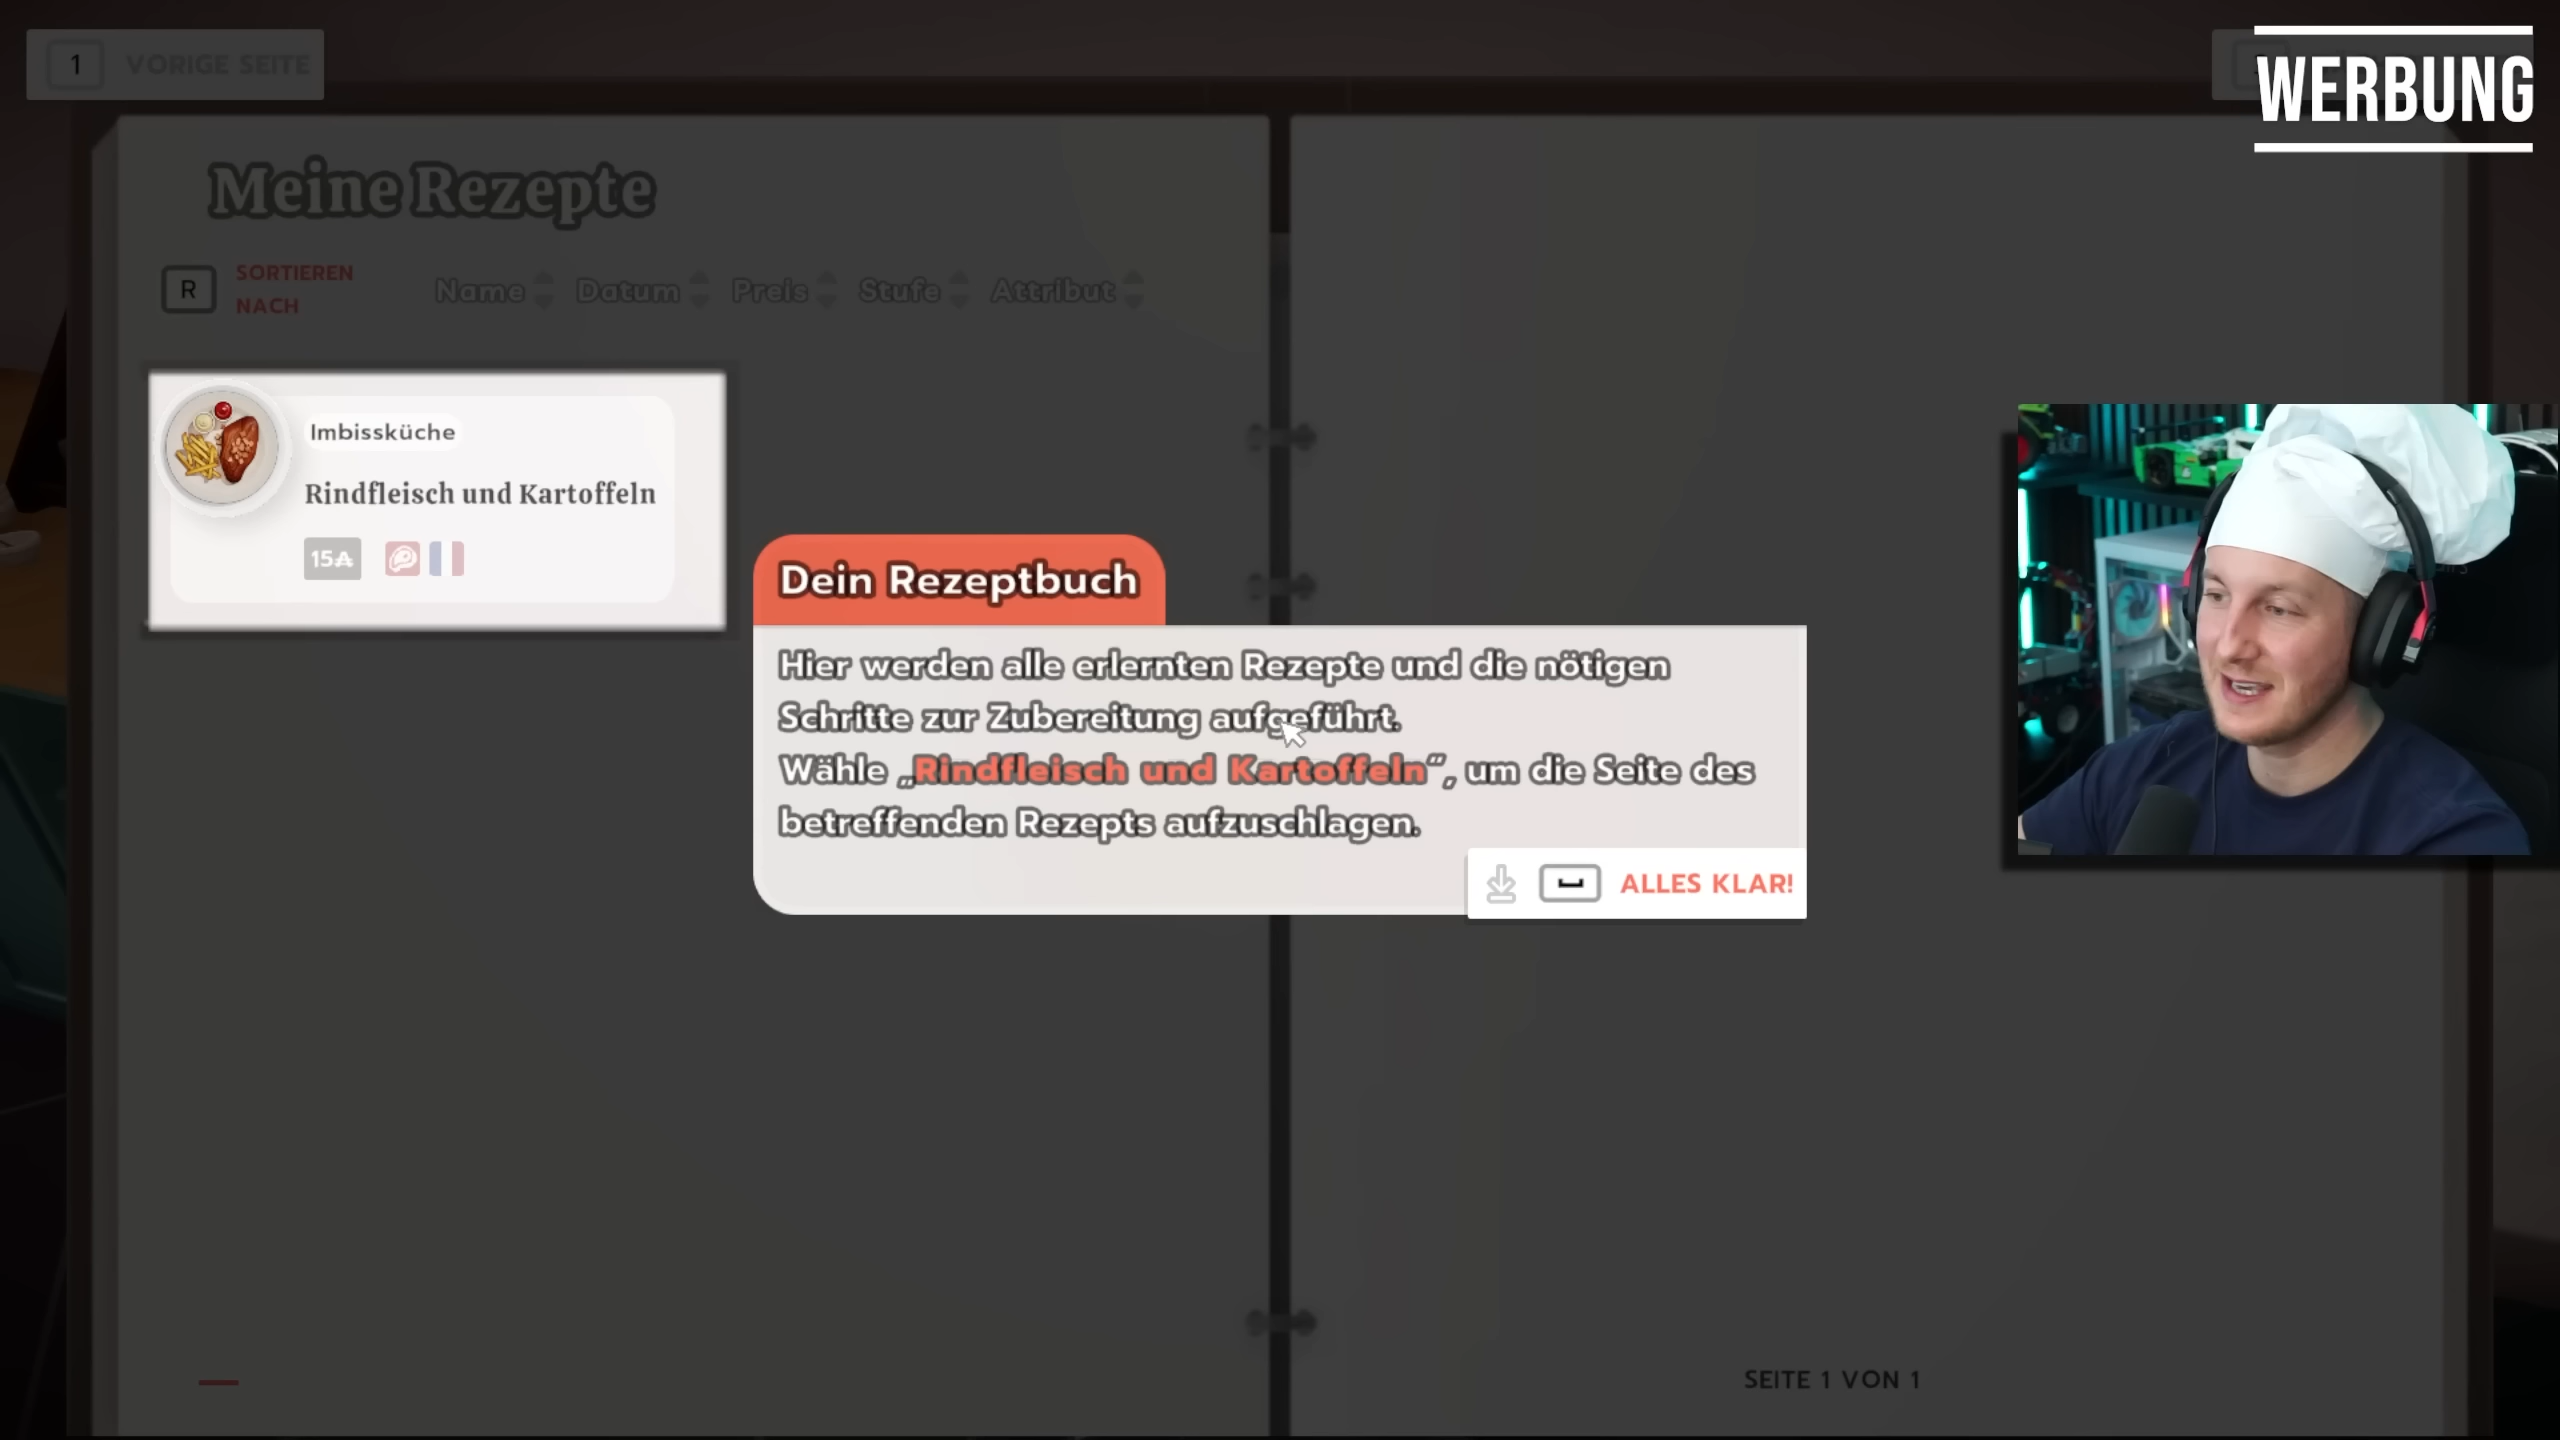 1 VORIGE SEITE
WERBUNG
Meine Rezepte
R SORTIEREN NACH Name Datum Preis Stufe Attribut
Imbissküche
Rindfleisch und Kartoffeln
15
Dein Rezeptbuch
Hier werden alle erlernten Rezepte und die nötigen
Schritte zur Zubereitung aufgeführt.
Wähle „Rindfleisch und Kartoffeln“, um die Seite des
betreffenden Rezepts aufzuschlagen.
ALLES KLAR!
SEITE 1 VON 1